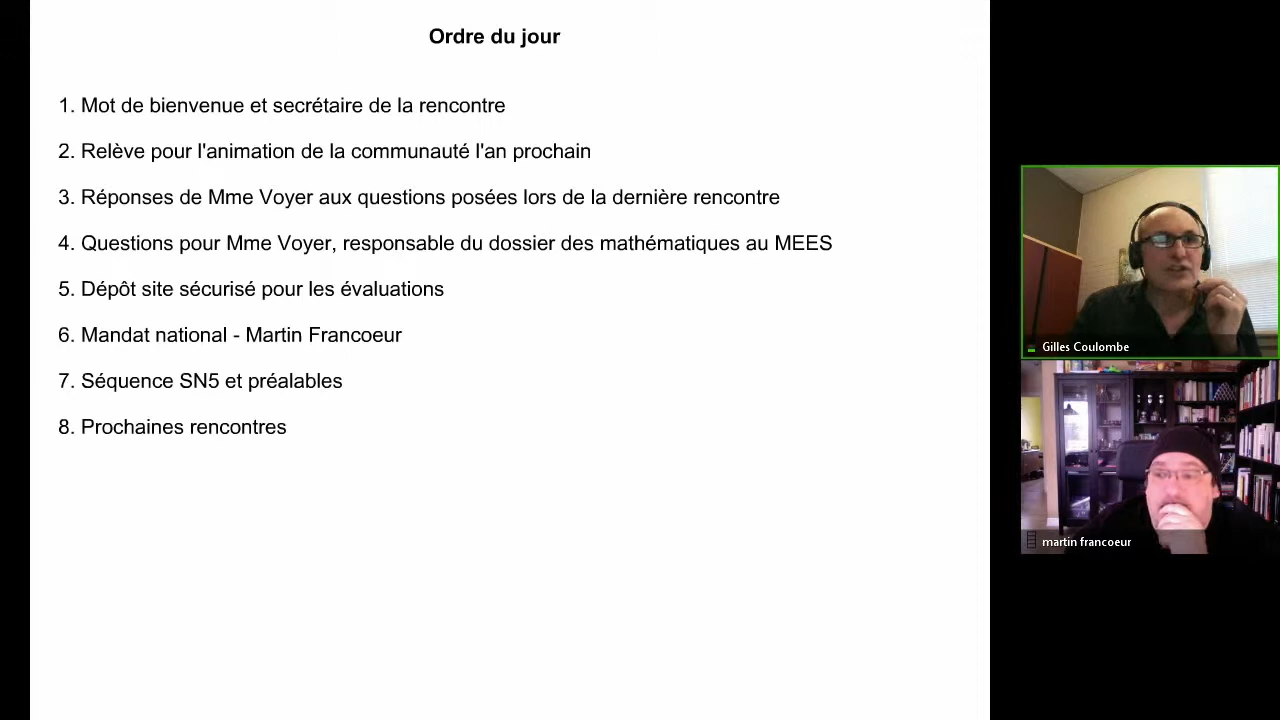 Ordre du jour
1. Mot de bienvenue et secrétaire de la rencontre
2. Relève pour l'animation de la communauté l'an prochain
3. Réponses de Mme Voyer aux questions posées lors de la dernière rencontre
4. Questions pour Mme Voyer, responsable du dossier des mathématiques au MEES
5. Dépôt site sécurisé pour les évaluations
6. Mandat national - Martin Francoeur
7. Séquence SN5 et préalables
8. Prochaines rencontres
Gilles Coulombe
martin francoeur